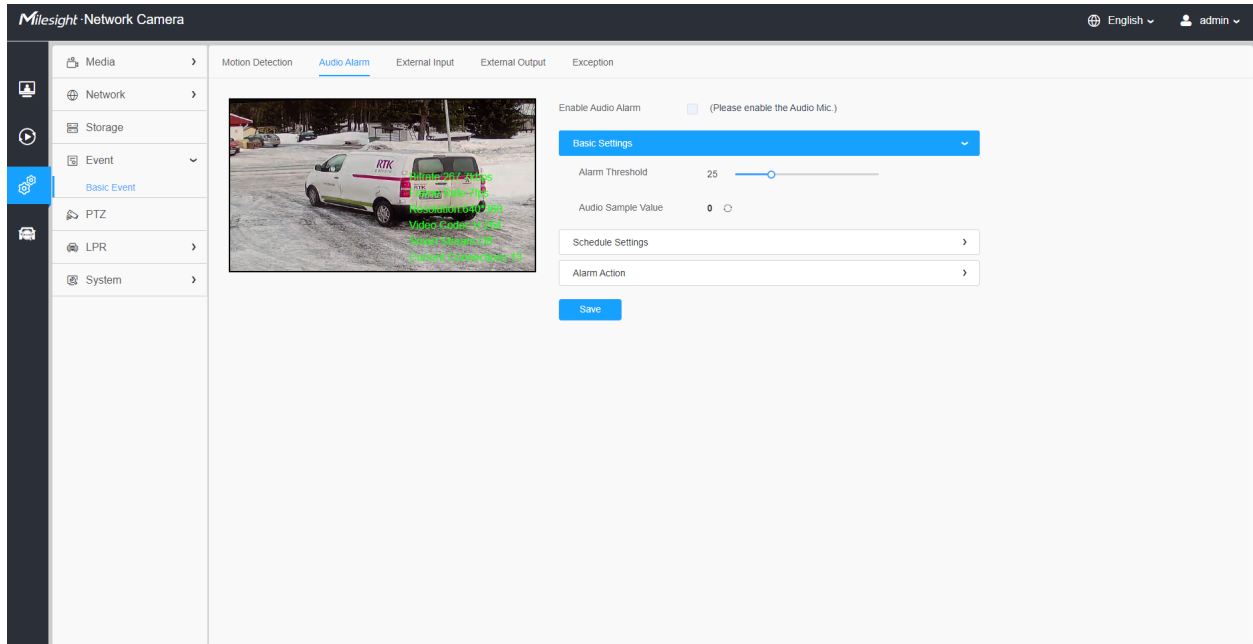 Milesight · Network Camera
English
admin
Media
Network
Storage
Event
Basic Event
PTZ
LPR
System
Motion Detection
Audio Alarm
External Input
External Output
Exception
RTK
Enable Audio Alarm
(Please enable the Audio Mic.)
Basic Settings
Alarm Threshold
25
Audio Sample Value
0
Schedule Settings
Alarm Action
Save